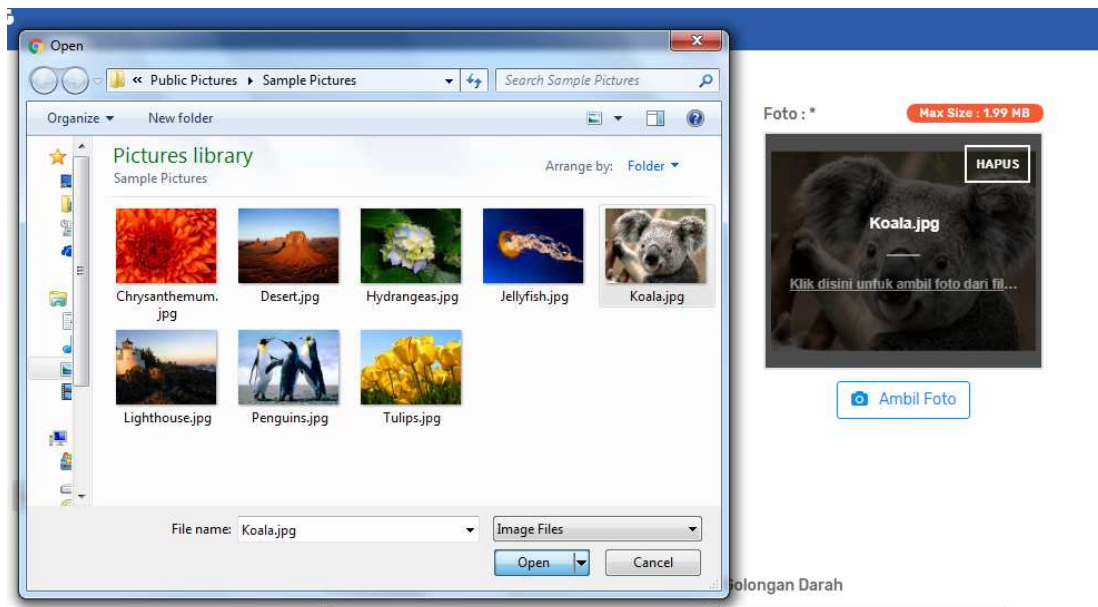 Open
« Public Pictures Sample Pictures
Search Sample Pictures
Organize New folder
Pictures library
Sample Pictures
Arrange by: Folder
Chrysanthemum.
jpg
Desert.jpg
Hydrangeas.jpg
Jellyfish.jpg
Koala.jpg
Lighthouse.jpg
Penguins.jpg
Tulips.jpg
File name: Koala.jpg
Image Files
Open
Cancel
Foto : *
Max Size : 1.99 MB
HAPUS
Koala.jpg
Klik disini untuk ambil foto dari fil...
Ambil Foto
Golongan Darah